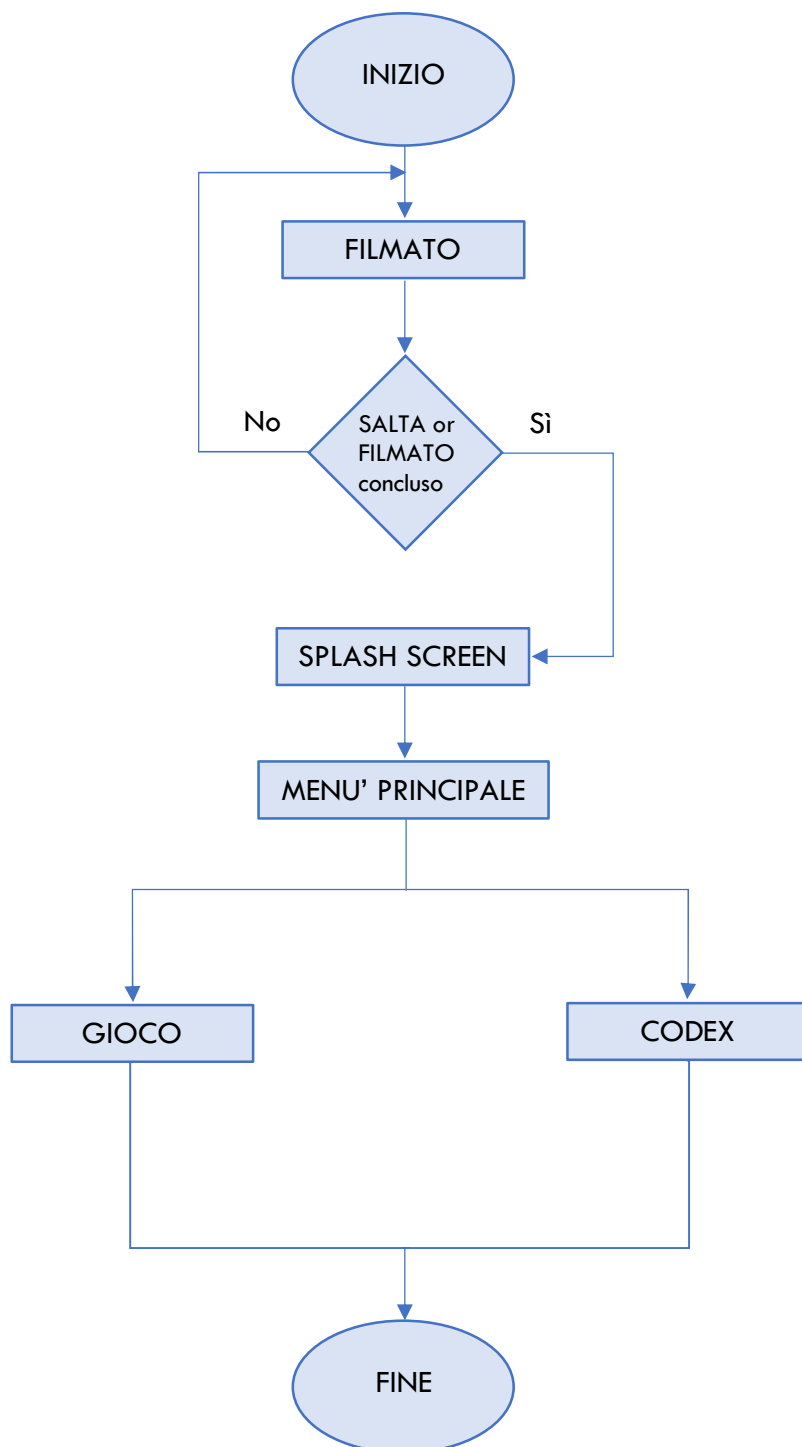 INIZIO
FILMATO
No
SALTA or
FILMATO
concluso
Sì
SPLASH SCREEN
MENU’ PRINCIPALE
GIOCO
CODEX
FINE